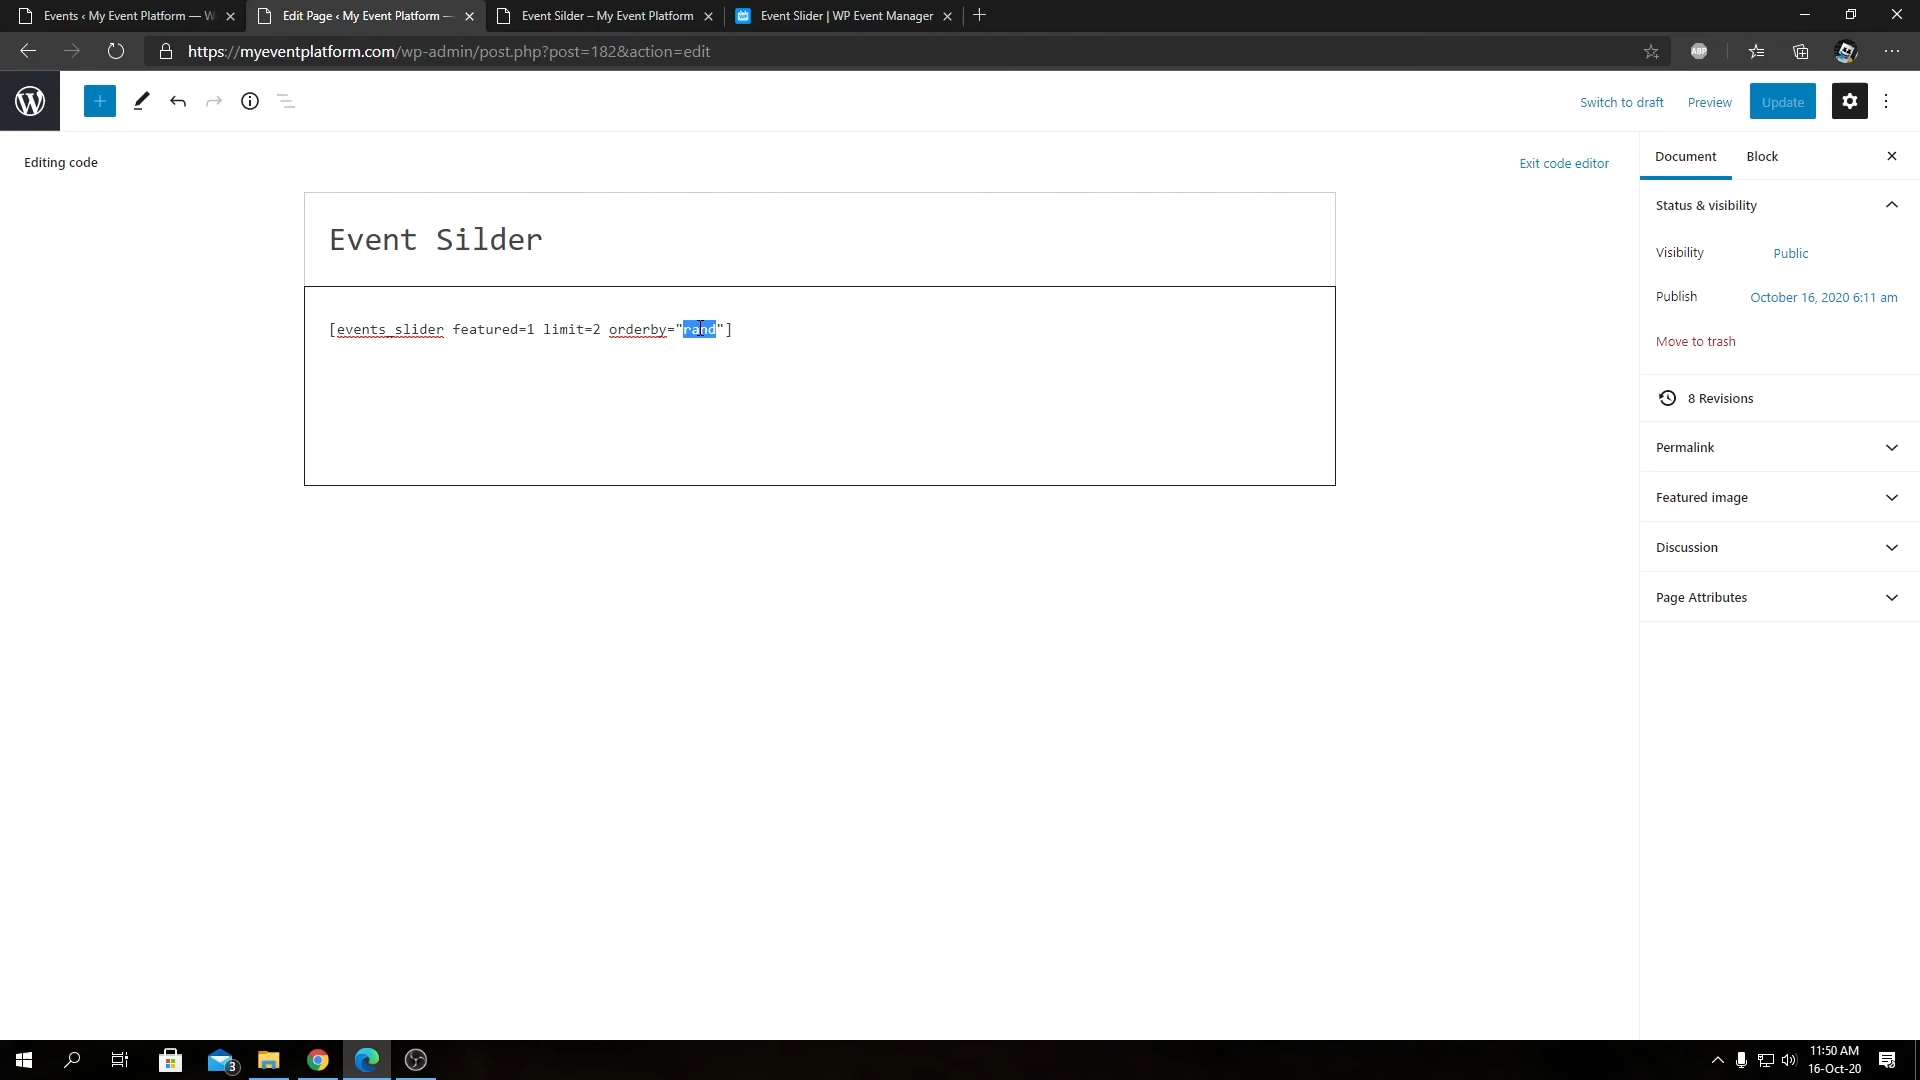 Events ‹ My Event Platform — W
Edit Page ‹ My Event Platform —
Event Silder – My Event Platform
Event Slider | WP Event Manager
https://myeventplatform.com/wp-admin/post.php?post=182&action=edit
ABP
Switch to draft
Preview
Update
Editing code
Exit code editor
Document
Block
Event Silder
[events_slider featured=1 limit=2 orderby="rand"]
Status & visibility
Visibility
Public
Publish
October 16, 2020 6:11 am
Move to trash
8 Revisions
Permalink
Featured image
Discussion
Page Attributes
3
11:50 AM
16-Oct-20